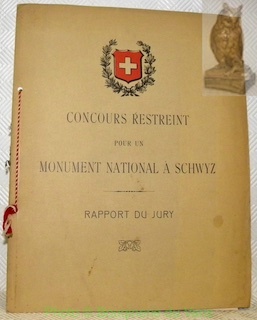 CONCOURS RESTREINT
POUR UN
MONUMENT NATIONAL À SCHWYZ
RAPPORT DU JURY